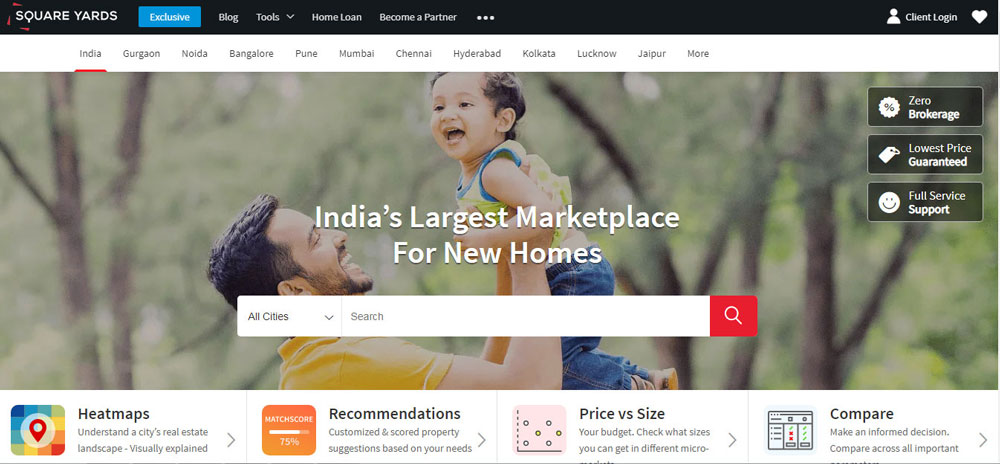 SQUARE YARDS
Exclusive
Blog
Tools
Home Loan
Become a Partner
Client Login
India
Gurgaon
Noida
Bangalore
Pune
Mumbai
Chennai
Hyderabad
Kolkata
Lucknow
Jaipur
More
%
Zero
Brokerage
Lowest Price
Guaranteed
Full Service
Support
India’s Largest Marketplace
For New Homes
All Cities
Search
Heatmaps
Understand a city's real estate
landscape - Visually explained
MATCHSCORE
75%
Recommendations
Customized & scored property
suggestions based on your needs
Price vs Size
Your budget. Check what sizes
you can get in different micro-
Compare
Make an informed decision.
Compare across all important